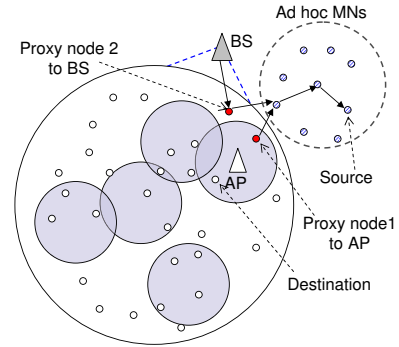 Ad hoc MNs
Proxy node 2
to BS
BS
AP
Source
Proxy node1
to AP
Destination